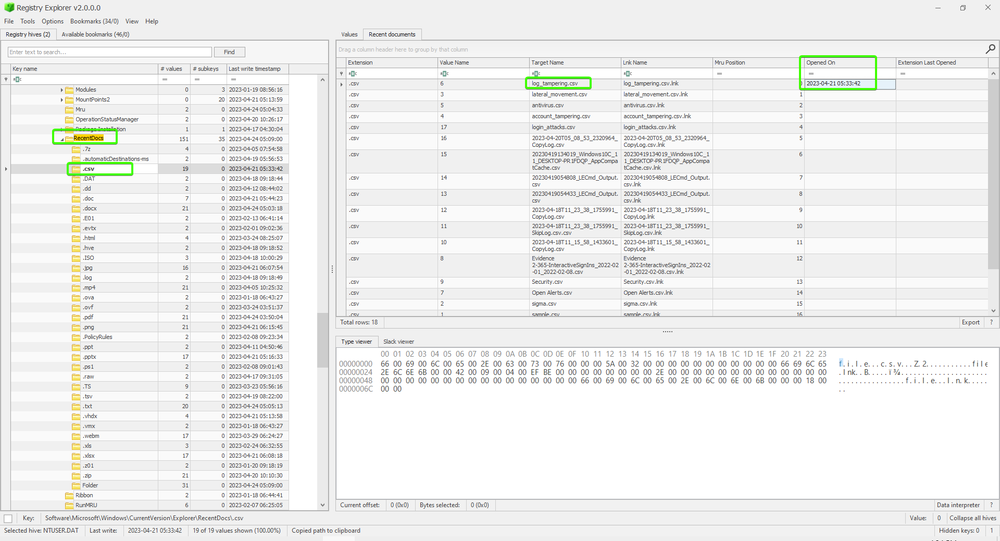 Registry Explorer v2.0.0.0
File Tools Options Bookmarks (34/0) View Help
Registry hives (2) Available bookmarks (46/0)
Enter text to search... Find
Key name # values # subkeys Last write timestamp
Modules 0 3 2023-01-19 08:56:16
MountPoints2 0 20 2023-04-21 05:13:59
Mru 2 0 2023-04-24 05:04:33
OperationStatusManager 2 0 2023-04-20 10:26:17
Package Installation 1 1 2023-04-17 04:30:04
RecentDocs 151 35 2023-04-24 05:09:00
.7z 4 0 2023-04-05 07:54:58
.automaticDestinations-ms 2 0 2023-04-19 05:56:53
.csv 19 0 2023-04-21 05:33:42
.DAT 2 0 2023-04-18 09:18:44
.dd 2 0 2023-04-12 08:44:02
.doc 7 0 2023-04-21 05:44:23
.docx 21 0 2023-04-24 05:03:18
.E01 2 0 2023-02-13 06:41:14
.evtx 2 0 2023-02-01 09:02:36
.html 4 0 2023-03-24 08:25:07
.hve 2 0 2023-04-18 09:18:52
.ISO 3 0 2023-04-18 10:00:29
.jpg 16 0 2023-04-21 06:07:54
.log 2 0 2023-04-18 09:18:49
.mp4 21 0 2023-04-05 10:25:32
.ova 2 0 2023-01-18 06:43:27
.ovf 2 0 2023-03-24 03:51:37
.pdf 21 0 2023-04-24 03:50:04
.png 21 0 2023-04-21 06:15:45
.PolicyRules 2 0 2023-02-08 09:23:34
.ppt 2 0 2023-04-11 04:50:46
.pptx 17 0 2023-04-21 05:16:33
.ps1 2 0 2023-02-08 09:01:43
.raw 2 0 2023-04-17 09:31:05
.TS 9 0 2023-03-23 05:56:16
.tsv 2 0 2023-04-19 08:22:00
.txt 20 0 2023-04-24 05:05:13
.vhdx 4 0 2023-04-21 05:13:58
.vmx 2 0 2023-01-18 06:43:27
.webm 17 0 2023-03-29 06:24:27
.xls 3 0 2023-02-24 06:32:55
.xlsx 17 0 2023-04-21 06:08:18
.z01 2 0 2023-01-20 09:18:19
.zip 21 0 2023-04-20 10:10:30
Folder 31 0 2023-04-24 05:09:00
Ribbon 2 0 2023-01-18 06:44:41
RunMRU 6 0 2023-02-07 06:25:05
Values Recent documents
Drag a column header here to group by that column
Extension Value Name Target Name Lnk Name Mru Position Opened On Extension Last Opened
.csv 6 log_tampering.csv log_tampering.csv.lnk 0 2023-04-21 05:33:42
.csv 3 lateral_movement.csv lateral_movement.csv.lnk 1
.csv 5 antivirus.csv antivirus.csv.lnk 2
.csv 4 account_tampering.csv account_tampering.csv.lnk 3
.csv 17 login_attacks.csv login_attacks.csv.lnk 4
.csv 16 2023-04-20T05_08_53_2320964_ 2023-04-20T05_08_53_2320964_ 5
CopyLog.csv CopyLog.csv.lnk
.csv 15 20230419134019_Windows10C_1 20230419134019_Windows10C_1 6
1_DESKTOP-PR1FDQP_AppCompa 1_DESKTOP-PR1FDQP_AppCompa
tCache.csv tCache.csv.lnk
.csv 14 20230419054808_LECmd_Output. 20230419054808_LECmd_Output. 7
csv csv.lnk
.csv 13 20230419054433_LECmd_Output. 20230419054433_LECmd_Output. 8
csv csv.lnk
.csv 12 2023-04-18T11_23_38_1755991_ 2023-04-18T11_23_38_1755991_ 9
CopyLog.csv CopyLog.lnk
.csv 11 2023-04-18T11_23_38_1755991_ 2023-04-18T11_23_38_1755991_ 10
SkipLog.csv.csv SkipLog.csv.lnk
.csv 10 2023-04-18T11_15_58_1433601_ 2023-04-18T11_15_58_1433601_ 11
CopyLog.csv CopyLog.lnk
.csv 8 Evidence Evidence 12
2-365-InteractiveSignIns_2022-02 2-365-InteractiveSignIns_2022-02
-01_2022-02-08.csv -01_2022-02-08.csv.lnk
.csv 9 Security.csv Security.csv.lnk 13
.csv 7 Open Alerts.csv Open Alerts.csv.lnk 14
.csv 2 sigma.csv sigma.csv.lnk 15
.csv 1 sample.csv sample.csv.lnk 16
Total rows: 18 Export ?
Type viewer Slack viewer
00 01 02 03 04 05 06 07 08 09 0A 0B 0C 0D 0E 0F 10 11 12 13 14 15 16 17 18 19 1A 1B 1C 1D 1E 1F 20 21 22 23
00000000 66 00 69 00 6C 00 65 00 2E 00 63 00 73 00 76 00 00 00 5A 00 32 00 00 00 00 00 00 00 00 00 00 00 66 69 6C 65 f.i.l.e...c.s.v...Z.2...........file
00000024 2E 6C 6E 6B 00 00 42 00 09 00 04 00 EF BE 00 00 00 00 00 00 00 00 2E 00 00 00 00 00 00 00 00 00 00 00 00 00 .lnk..B.....ï¾......................
00000048 00 00 00 00 00 00 00 00 00 00 00 00 00 00 00 00 66 00 69 00 6C 00 65 00 2E 00 6C 00 6E 00 6B 00 00 00 18 00 ................f.i.l.e...l.n.k.....
0000006C 00 00 ..
Current offset: 0 (0x0) Bytes selected: 0 (0x0) Data interpreter ?
Key: Software\Microsoft\Windows\CurrentVersion\Explorer\RecentDocs\.csv Value: 0 Collapse all hives
Selected hive: NTUSER.DAT Last write: 2023-04-21 05:33:42 19 of 19 values shown (100.00%) Copied path to clipboard Hidden keys: 0 1